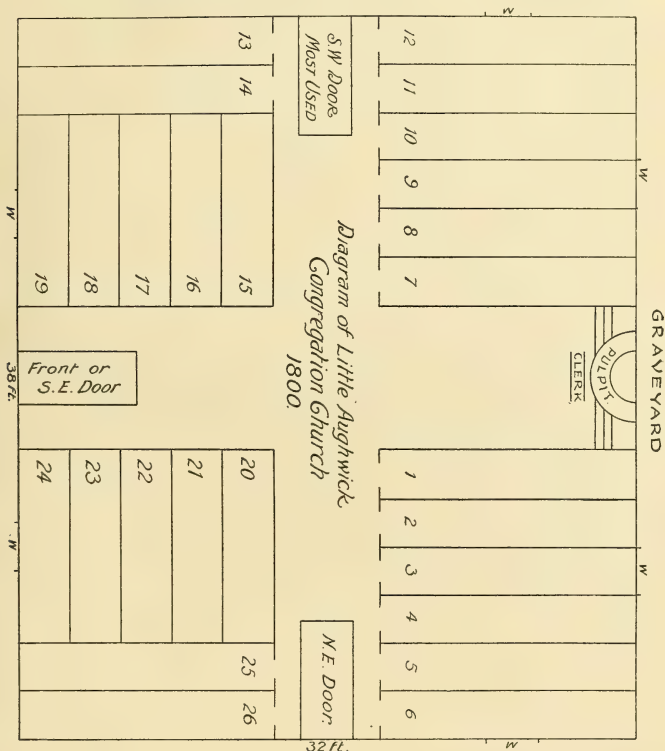 GRAVEYARD
W
W
W
W
W
W
PULPIT.
CLERK
12
11
10
9
8
7
1
2
3
4
5
6
S.W. DOOR
MOST USED
Diagram of Little Aughwick
Congregation Church
1800.
N.E. Door.
13
14
15
16
17
18
19
Front or
S.E. Door
20
21
22
23
24
25
26
38 ft.
32 ft.